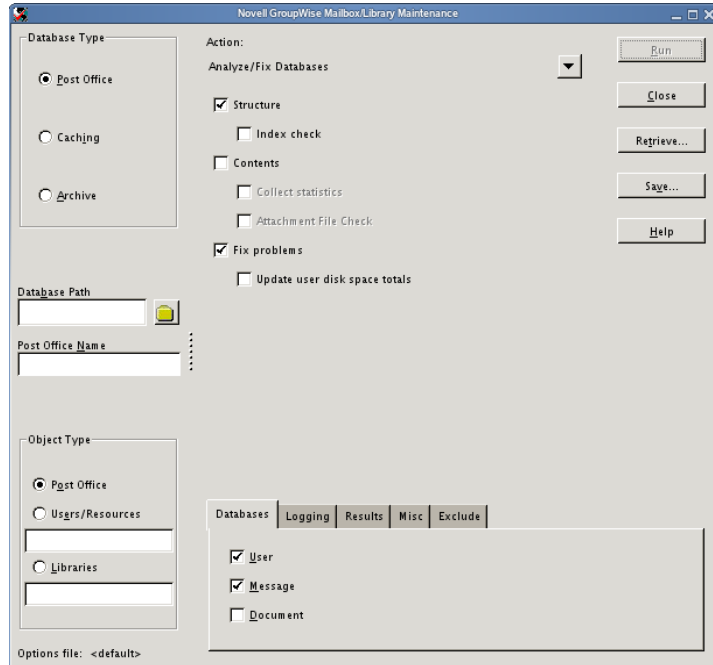 Novell GroupWise Mailbox/Library Maintenance
Database Type
Post Office
Caching
Archive
Database Path
Post Office Name
Object Type
Post Office
Users/Resources
Libraries
Options file: <default>
Action:
Analyze/Fix Databases
Structure
Index check
Contents
Collect statistics
Attachment File Check
Fix problems
Update user disk space totals
Databases Logging Results Misc Exclude
User
Message
Document
Run
Close
Retrieve...
Save...
Help